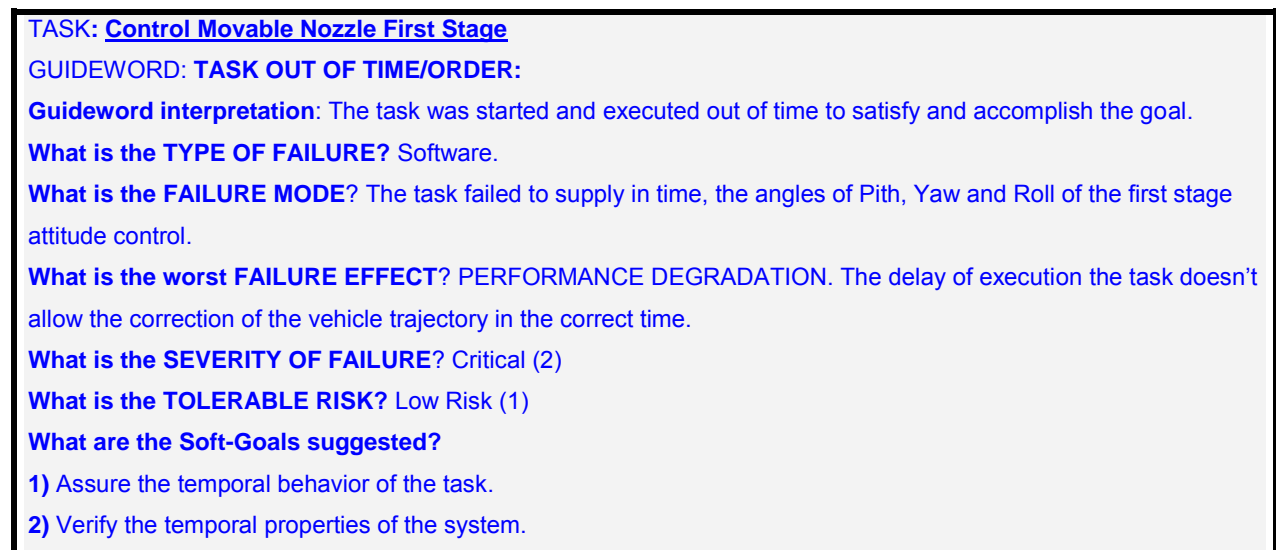 TASK: Control Movable Nozzle First Stage
GUIDEWORD: TASK OUT OF TIME/ORDER:
Guideword interpretation: The task was started and executed out of time to satisfy and accomplish the goal.
What is the TYPE OF FAILURE? Software.
What is the FAILURE MODE? The task failed to supply in time, the angles of Pith, Yaw and Roll of the first stage
attitude control.
What is the worst FAILURE EFFECT? PERFORMANCE DEGRADATION. The delay of execution the task doesn’t
allow the correction of the vehicle trajectory in the correct time.
What is the SEVERITY OF FAILURE? Critical (2)
What is the TOLERABLE RISK? Low Risk (1)
What are the Soft-Goals suggested?
1) Assure the temporal behavior of the task.
2) Verify the temporal properties of the system.